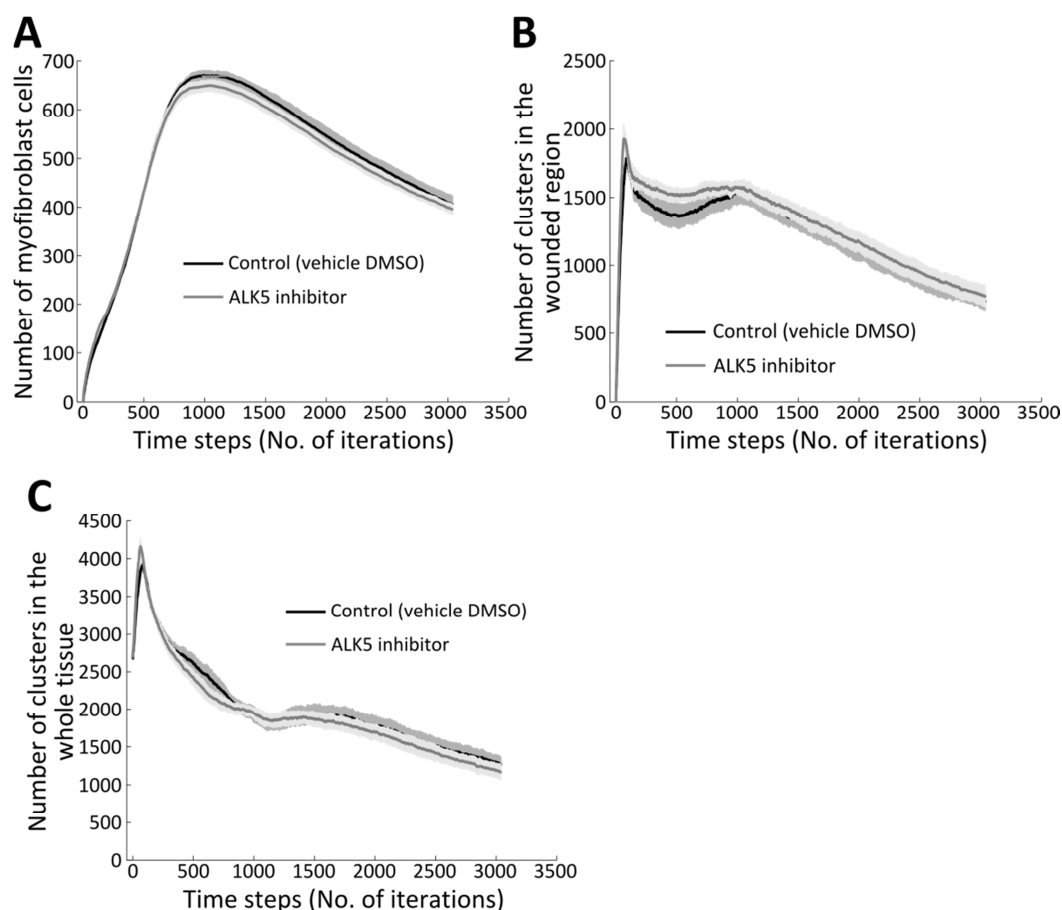 A
Number of myofibroblast cells
700
600
500
400
300
200
100
0
Control (vehicle DMSO)
ALK5 inhibitor
0 500 1000 1500 2000 2500 3000 3500
Time steps (No. of iterations)
B
Number of clusters in the
wounded region
2500
2000
1500
1000
500
0
Control (vehicle DMSO)
ALK5 inhibitor
0 500 1000 1500 2000 2500 3000 3500
Time steps (No. of iterations)
C
Number of clusters in the
whole tissue
4500
4000
3500
3000
2500
2000
1500
1000
500
0
Control (vehicle DMSO)
ALK5 inhibitor
0 500 1000 1500 2000 2500 3000 3500
Time steps (No. of iterations)